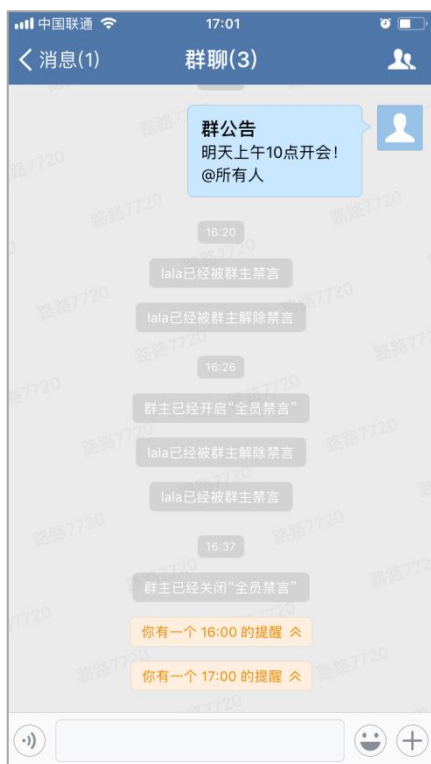 中国联通
17:01
消息(1)
群聊(3)
群公告
明天上午10点开会！
@所有人
16:20
lala已经被群主禁言
lala已经被群主解除禁言
16:26
群主已经开启“全员禁言”
lala已经被群主解除禁言
lala已经被群主禁言
16:37
群主已经关闭“全员禁言”
你有一个 16:00 的提醒
你有一个 17:00 的提醒
路路7720